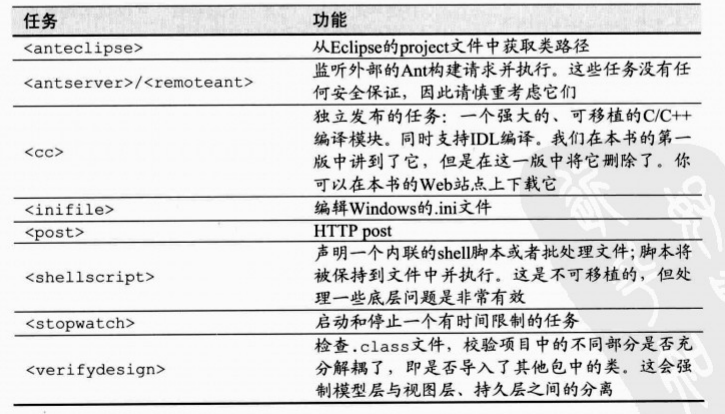 任务 功能
<anteclipse> 从Eclipse的project文件中获取类路径
<antserver>/<remoteant> 监听外部的Ant构建请求并执行。这些任务没有任
何安全保证，因此请慎重考虑它们
<cc> 独立发布的任务：一个强大的、可移植的C/C++
编译模块。同时支持IDL编译。我们在本书的第一
版中讲到了它，但是在这一版中将它删除了。你
可以在本书的Web站点上下载它
<inifile> 编辑Windows的.ini文件
<post> HTTP post
<shellscript> 声明一个内联的shell脚本或者批处理文件；脚本将
被保持到文件中并执行。这是不可移植的，但处
理一些底层问题是非常有效
<stopwatch> 启动和停止一个有时间限制的任务
<verifydesign> 检查.class文件，校验项目中的不同部分是否充
分解耦了，即是否导入了其他包中的类。这会强
制模型层与视图层、持久层之间的分离